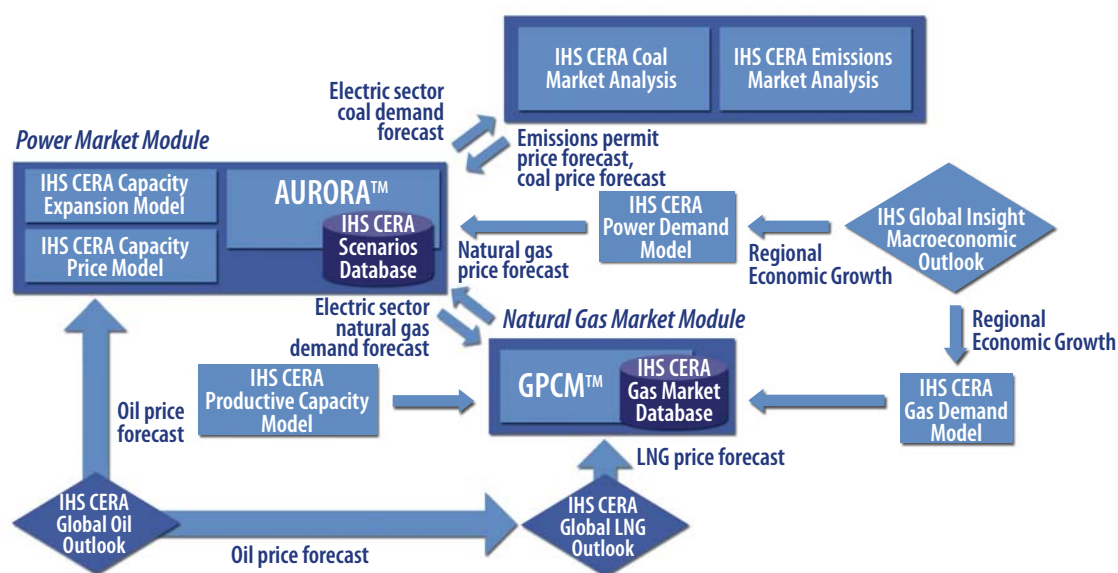 IHS CERA Coal
Market Analysis
IHS CERA Emissions
Market Analysis
Electric sector
coal demand
forecast
Power Market Module
Emissions permit
price forecast,
coal price forecast
IHS CERA Capacity
Expansion Model
AURORA™
IHS CERA
Scenarios
Database
IHS CERA Capacity
Price Model
IHS CERA
Power Demand
Model
IHS Global Insight
Macroeconomic
Outlook
Natural gas
price forecast
Regional
Economic Growth
Electric sector
natural gas
demand forecast
Natural Gas Market Module
Regional
Economic Growth
IHS CERA
Productive Capacity
Model
GPCM™
IHS CERA
Gas Market
Database
IHS CERA
Gas Demand
Model
Oil price
forecast
LNG price forecast
IHS CERA
Global Oil
Outlook
IHS CERA
Global LNG
Outlook
Oil price forecast